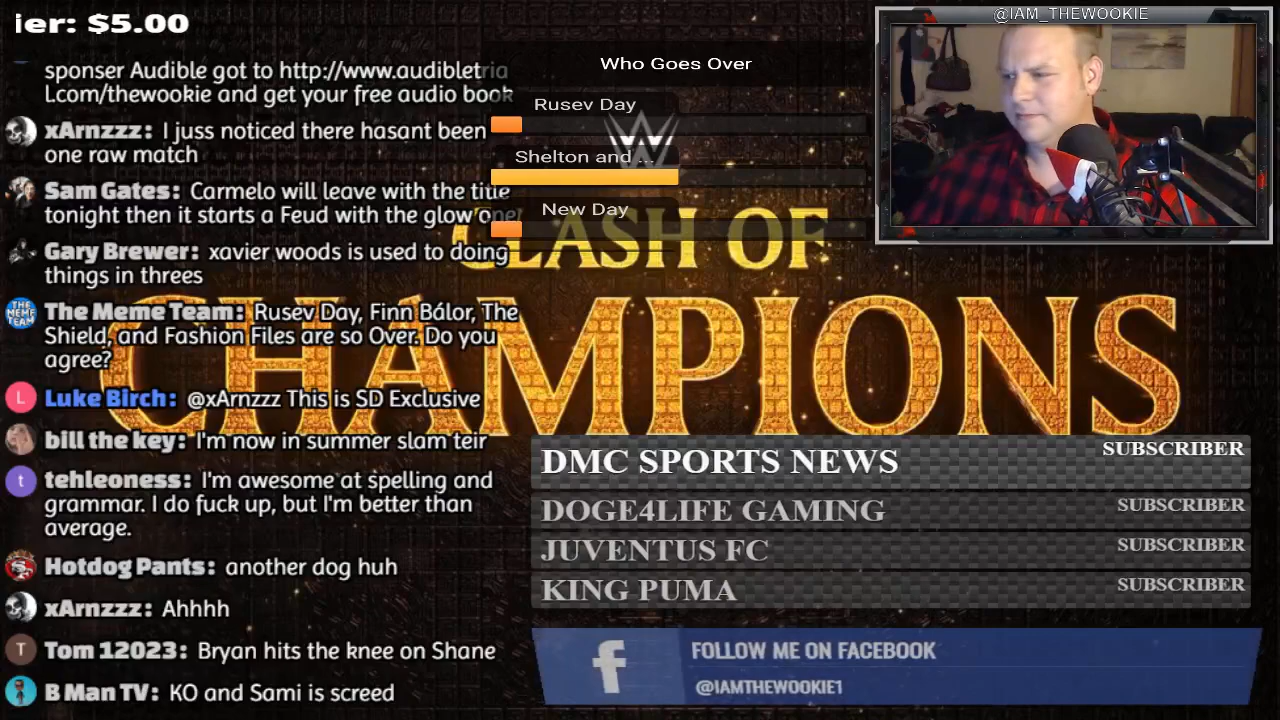 ier: $5.00
sponser Audible got to http://www.audibletria
l.com/thewookie and get your free audio book
xArnzzz: I juss noticed there hasant been
one raw match
Sam Gates: Carmelo will leave with the title
tonight then it starts a Feud with the glow one!
Gary Brewer: xavier woods is used to doing
things in threes
THE MEME TEAM
The Meme Team: Rusev Day, Finn Bálor, The
Shield, and Fashion Files are so Over. Do you
agree?
L Luke Birch: @xArnzzz This is SD Exclusive
bill the key: I'm now in summer slam teir
t tehleoness: I'm awesome at spelling and
grammar. I do fuck up, but I'm better than
average.
Hotdog Pants: another dog huh
xArnzzz: Ahhhh
T Tom 12023: Bryan hits the knee on Shane
B Man TV: KO and Sami is screed
Who Goes Over
Rusev Day
Shelton and ...
New Day
W
CLASH OF
CHAMPIONS
@IAM_THEWOOKIE
DMC SPORTS NEWS SUBSCRIBER
DOGE4LIFE GAMING SUBSCRIBER
JUVENTUS FC SUBSCRIBER
KING PUMA SUBSCRIBER
f FOLLOW ME ON FACEBOOK
@IAMTHEWOOKIE1